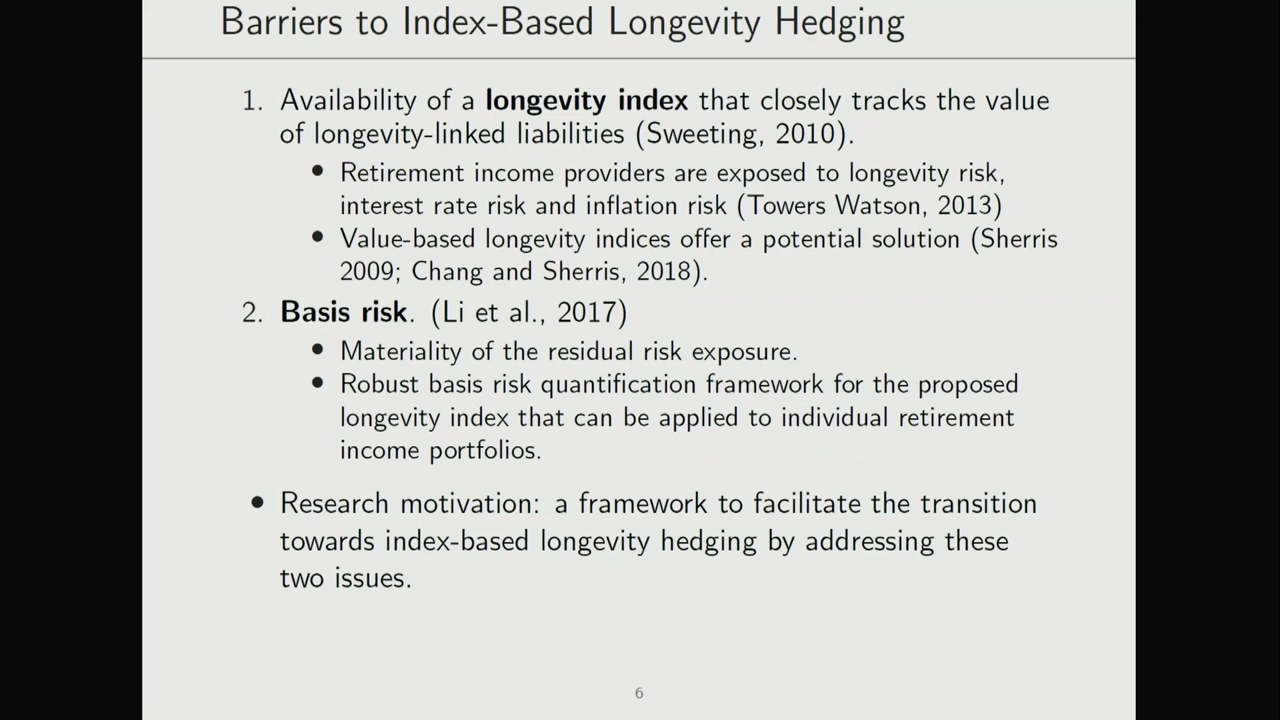 Barriers to Index-Based Longevity Hedging
1. Availability of a longevity index that closely tracks the value
of longevity-linked liabilities (Sweeting, 2010).
• Retirement income providers are exposed to longevity risk,
interest rate risk and inflation risk (Towers Watson, 2013)
• Value-based longevity indices offer a potential solution (Sherris
2009; Chang and Sherris, 2018).
2. Basis risk. (Li et al., 2017)
• Materiality of the residual risk exposure.
• Robust basis risk quantification framework for the proposed
longevity index that can be applied to individual retirement
income portfolios.
• Research motivation: a framework to facilitate the transition
towards index-based longevity hedging by addressing these
two issues.
6